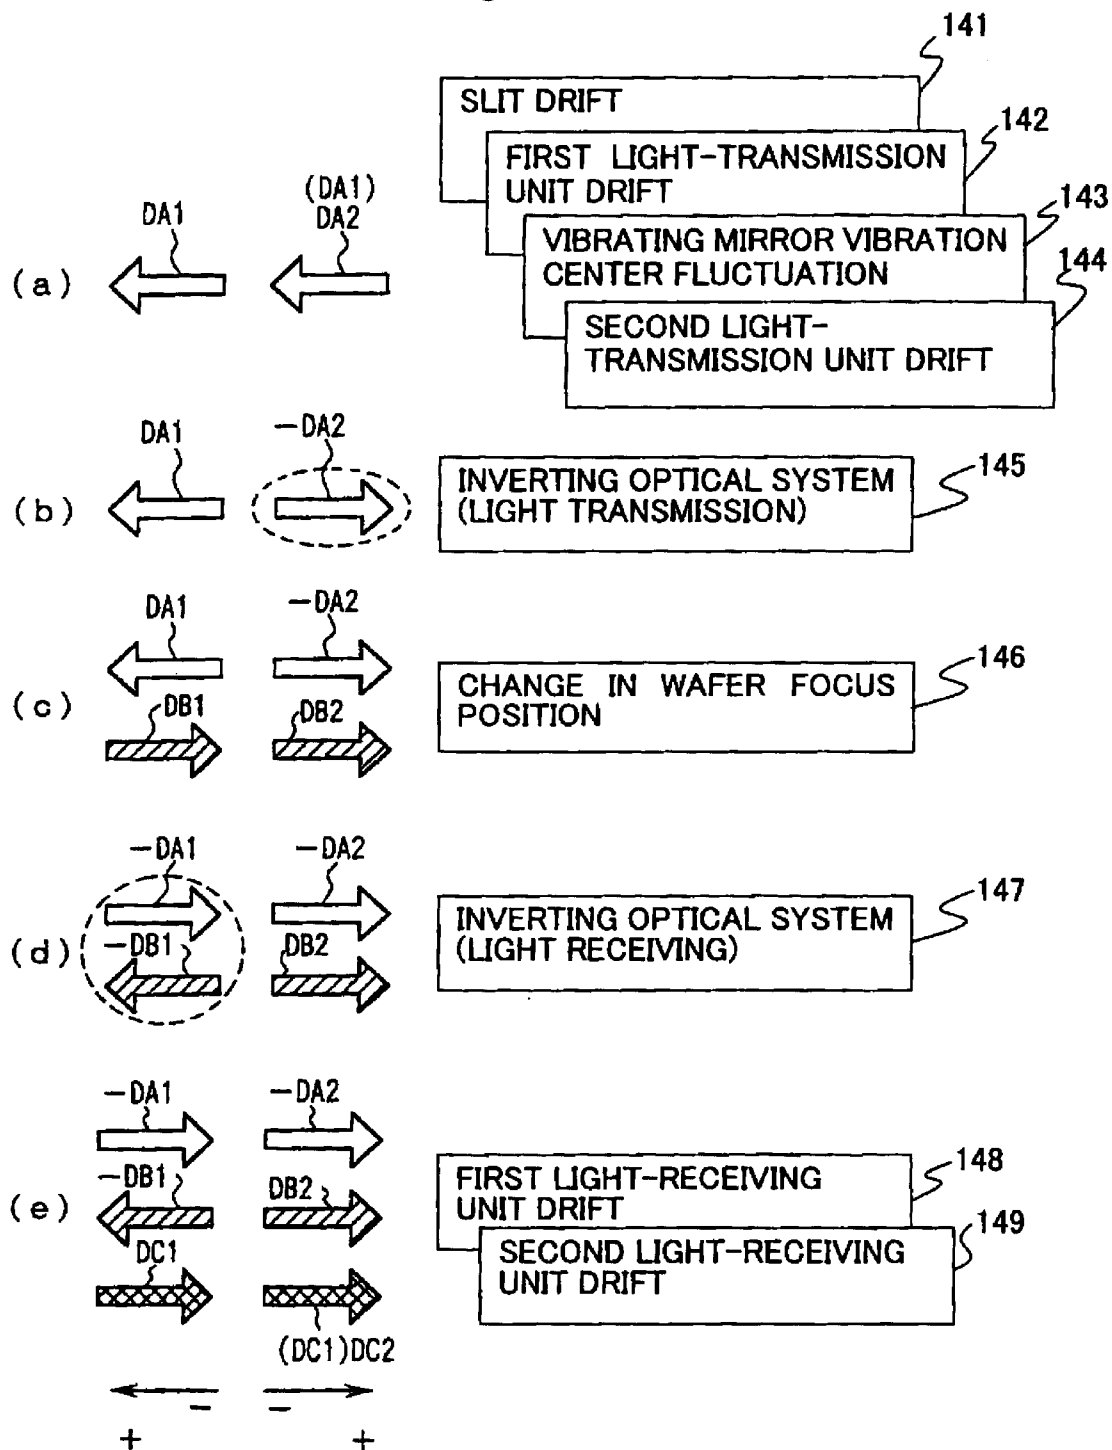 141
SLIT DRIFT
142
FIRST LIGHT-TRANSMISSION
UNIT DRIFT
143
VIBRATING MIRROR VIBRATION
CENTER FLUCTUATION
144
SECOND LIGHT-
TRANSMISSION UNIT DRIFT
(a)
DA1
(DA1)
DA2
(b)
DA1
−DA2
INVERTING OPTICAL SYSTEM
(LIGHT TRANSMISSION)
145
(c)
DA1
−DA2
DB1
DB2
CHANGE IN WAFER FOCUS
POSITION
146
(d)
−DA1
−DA2
−DB1
DB2
INVERTING OPTICAL SYSTEM
(LIGHT RECEIVING)
147
(e)
−DA1
−DA2
−DB1
DB2
DC1
(DC1)DC2
FIRST LIGHT-RECEIVING
UNIT DRIFT
148
SECOND LIGHT-RECEIVING
UNIT DRIFT
149
− −
+ +